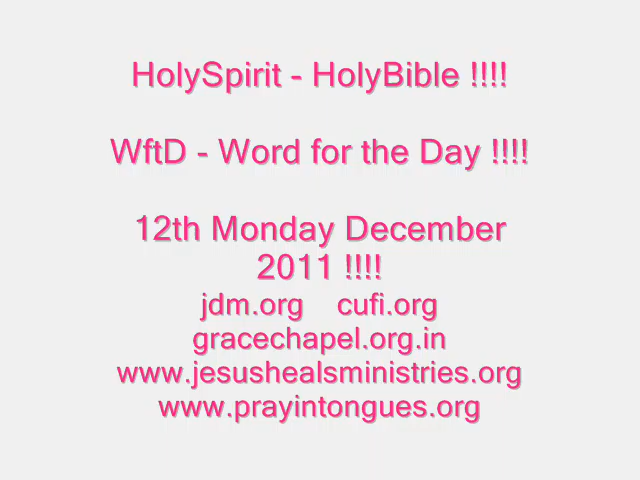 HolySpirit - HolyBible !!!!
WftD - Word for the Day !!!!
12th Monday December
2011 !!!!
jdm.org    cufi.org
gracechapel.org.in
www.jesushealsministries.org
www.prayintongues.org